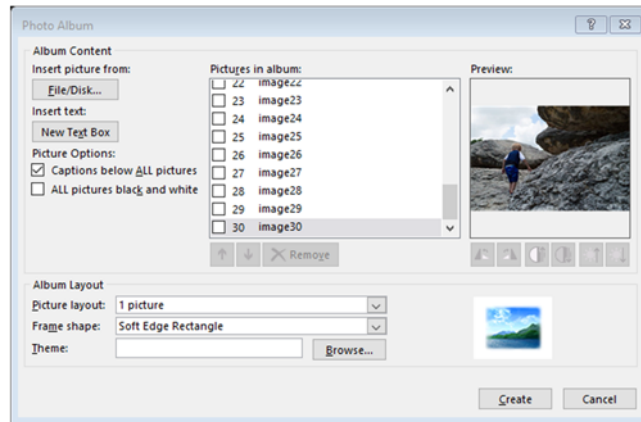 Photo Album
Album Content
Insert picture from:
File/Disk...
Insert text:
New Text Box
Picture Options:
Captions below ALL pictures
ALL pictures black and white
Pictures in album:
22 image22
23 image23
24 image24
25 image25
26 image26
27 image27
28 image28
29 image29
30 image30
Remove
Preview:
Album Layout
Picture layout: 1 picture
Frame shape: Soft Edge Rectangle
Theme:
Browse...
Create Cancel